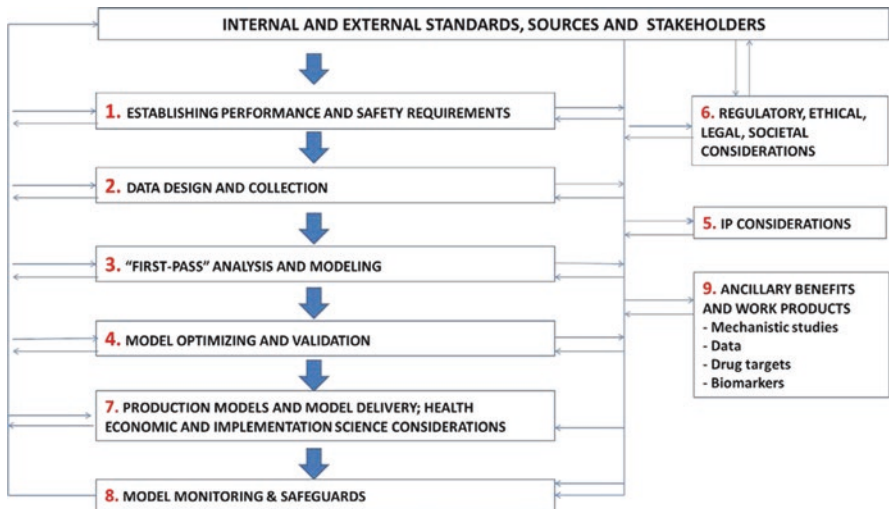 INTERNAL AND EXTERNAL STANDARDS, SOURCES AND STAKEHOLDERS
1. ESTABLISHING PERFORMANCE AND SAFETY REQUIREMENTS
2. DATA DESIGN AND COLLECTION
3. “FIRST-PASS” ANALYSIS AND MODELING
4. MODEL OPTIMIZING AND VALIDATION
7. PRODUCTION MODELS AND MODEL DELIVERY; HEALTH
ECONOMIC AND IMPLEMENTATION SCIENCE CONSIDERATIONS
8. MODEL MONITORING & SAFEGUARDS
6. REGULATORY, ETHICAL,
LEGAL, SOCIETAL
CONSIDERATIONS
5. IP CONSIDERATIONS
9. ANCILLARY BENEFITS
AND WORK PRODUCTS
- Mechanistic studies
- Data
- Drug targets
- Biomarkers